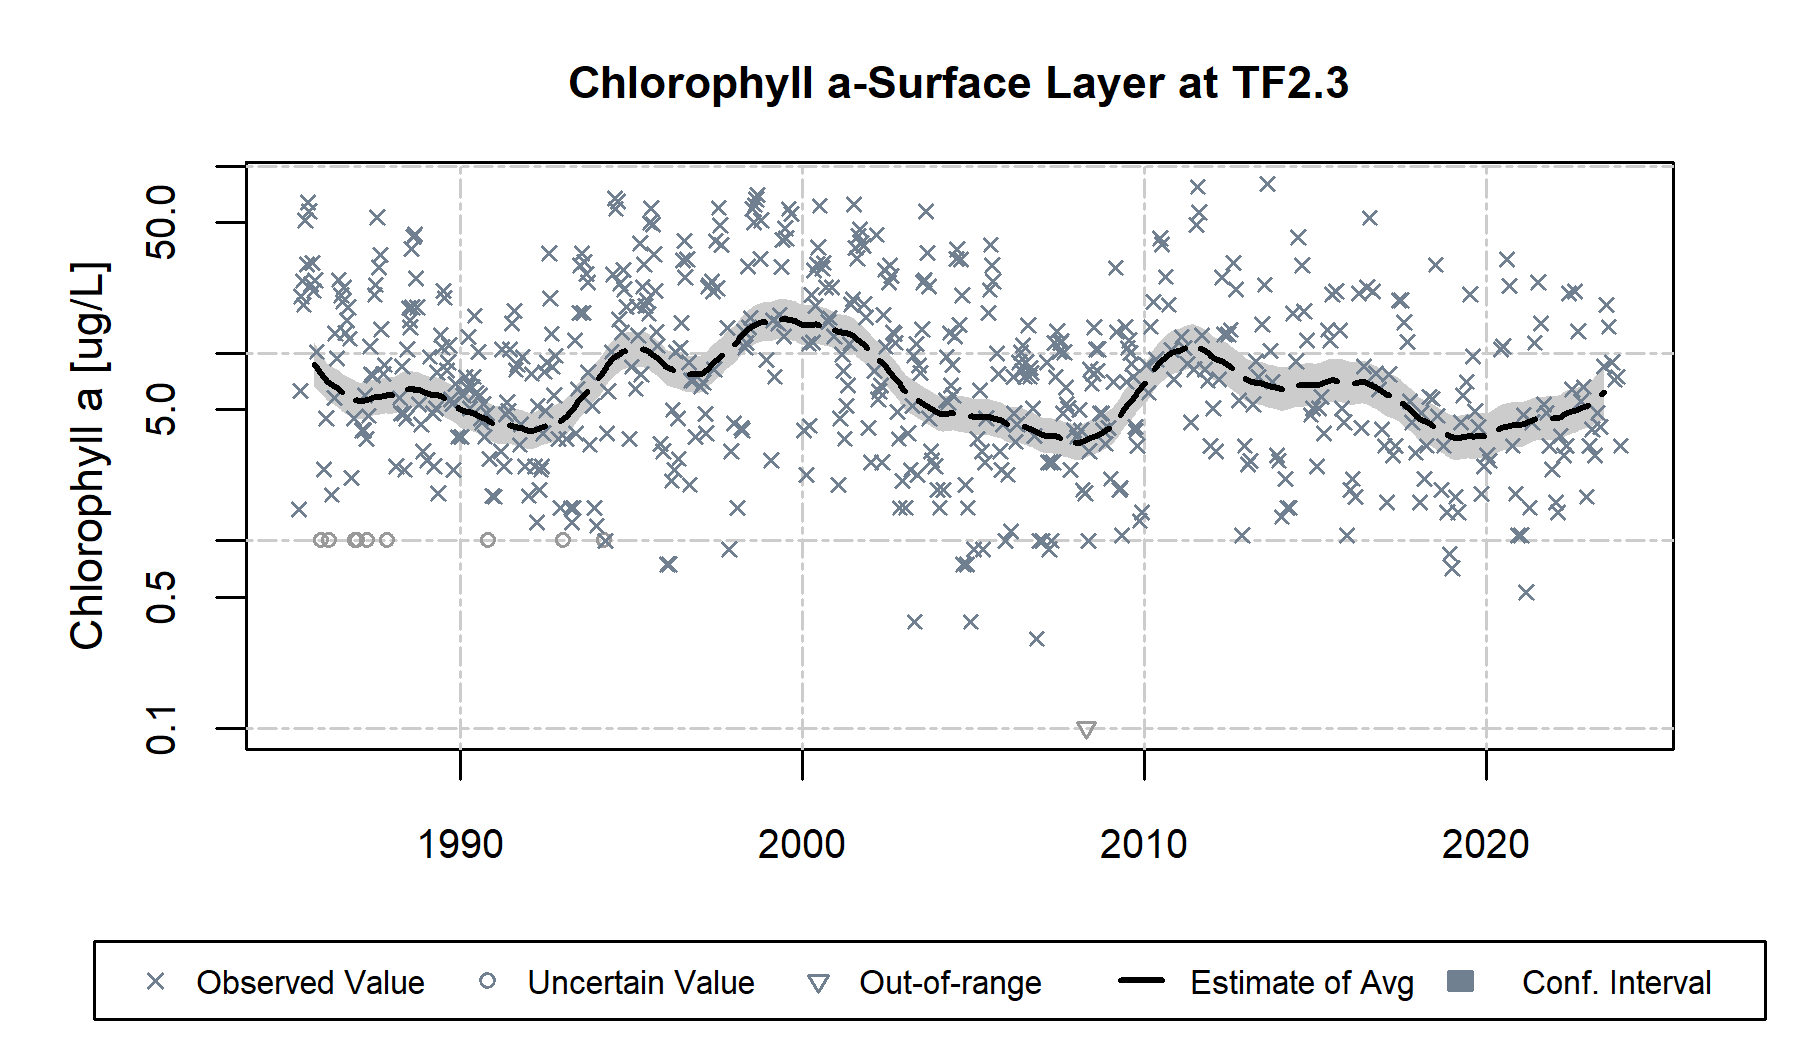 Chlorophyll a-Surface Layer at TF2.3
Chlorophyll a [ug/L]
50.0
5.0
0.5
0.1
1990 2000 2010 2020
Observed Value Uncertain Value Out-of-range Estimate of Avg Conf. Interval